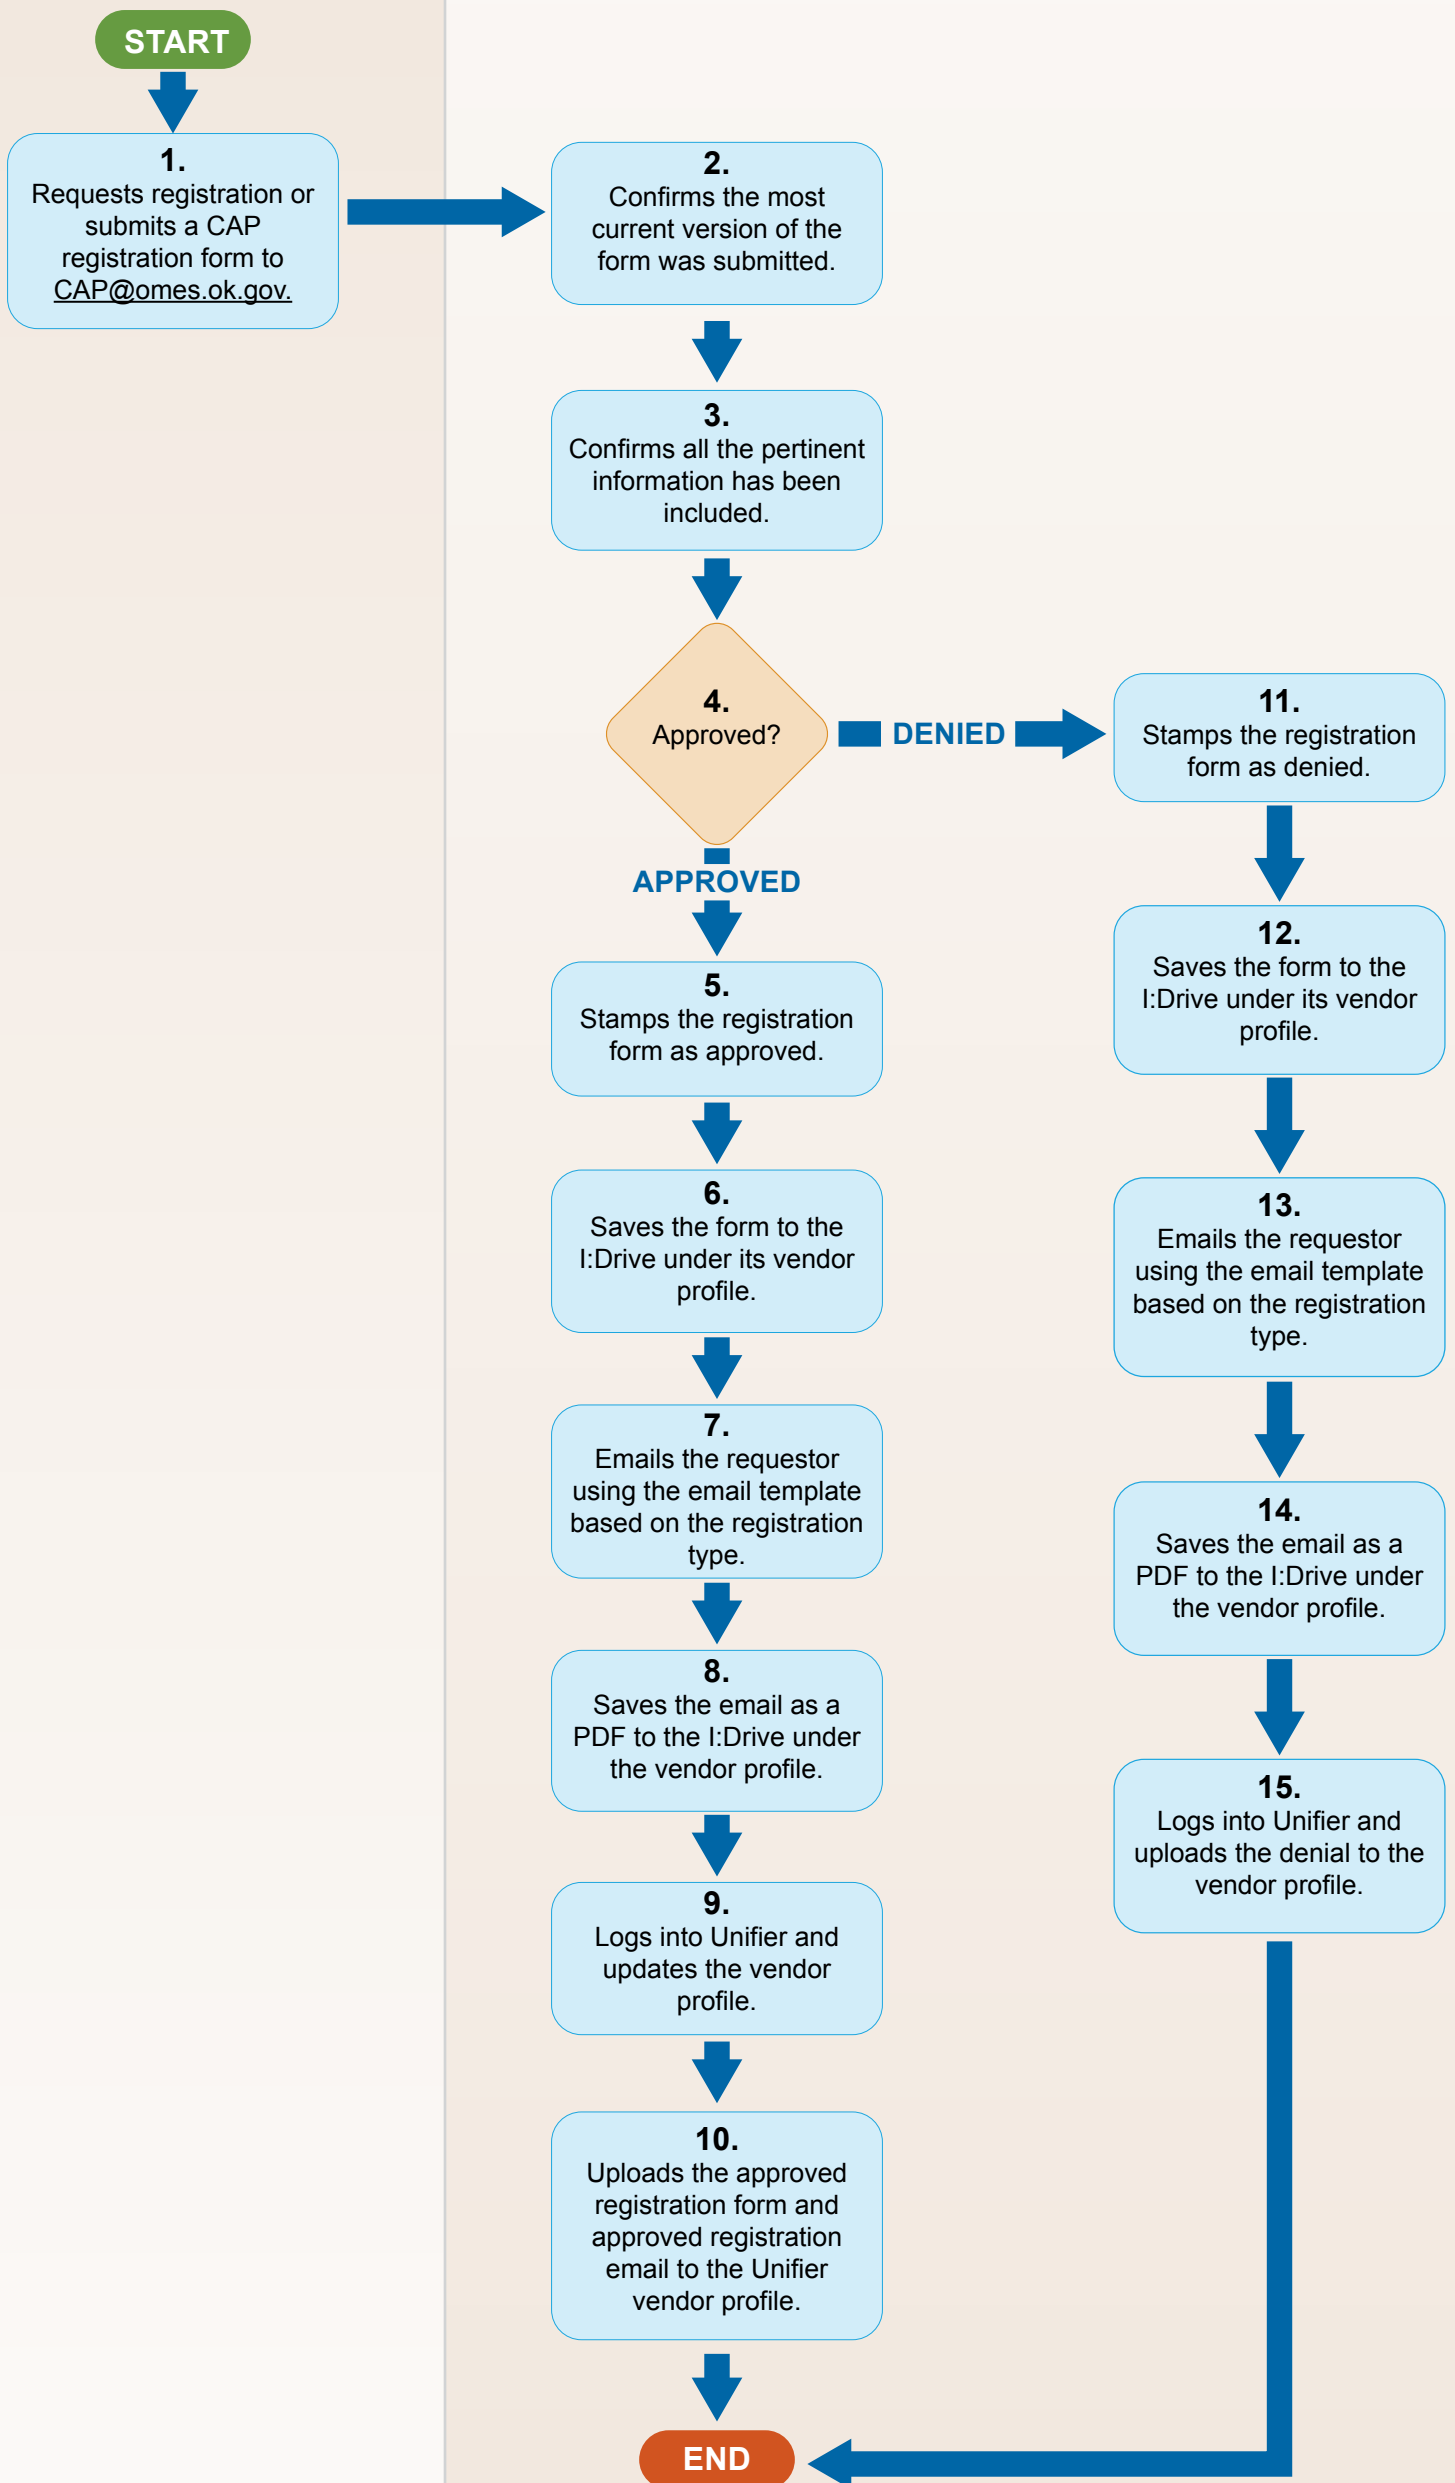 START
1.
Requests registration or
submits a CAP
registration form to
CAP@omes.ok.gov.
2.
Confirms the most
current version of the
form was submitted.
3.
Confirms all the pertinent
information has been
included.
4.
Approved?
DENIED
APPROVED
5.
Stamps the registration
form as approved.
6.
Saves the form to the
I:Drive under its vendor
profile.
7.
Emails the requestor
using the email template
based on the registration
type.
8.
Saves the email as a
PDF to the I:Drive under
the vendor profile.
9.
Logs into Unifier and
updates the vendor
profile.
10.
Uploads the approved
registration form and
approved registration
email to the Unifier
vendor profile.
11.
Stamps the registration
form as denied.
12.
Saves the form to the
I:Drive under its vendor
profile.
13.
Emails the requestor
using the email template
based on the registration
type.
14.
Saves the email as a
PDF to the I:Drive under
the vendor profile.
15.
Logs into Unifier and
uploads the denial to the
vendor profile.
END